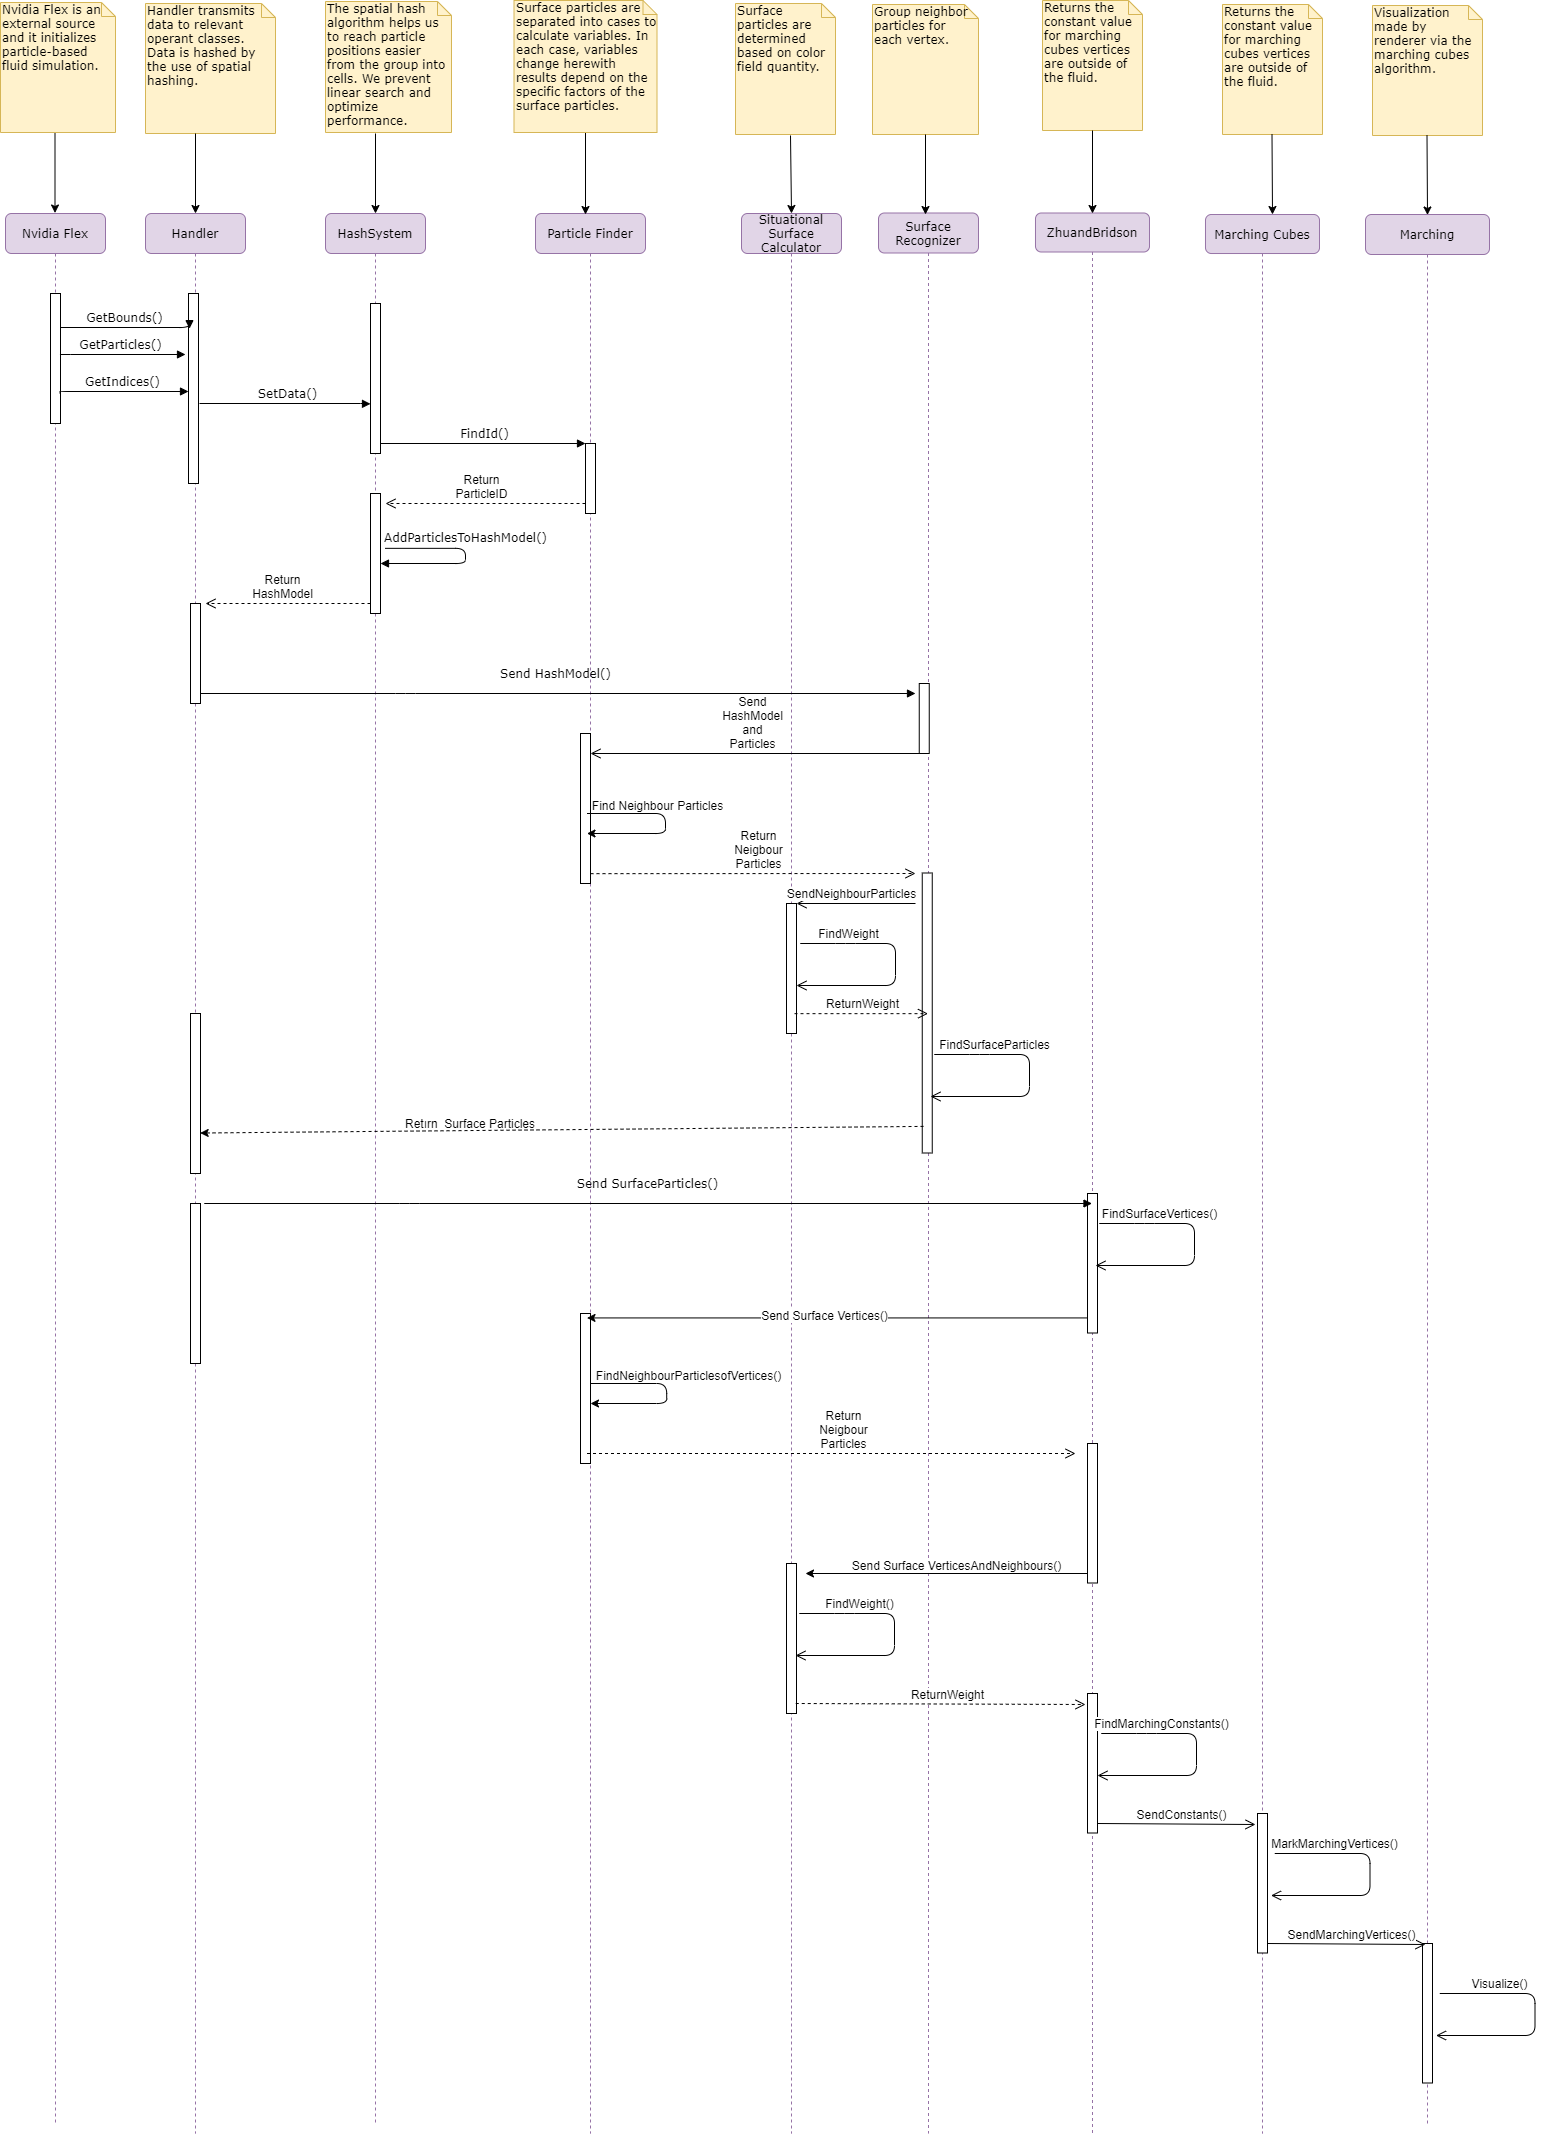 Nvidia Flex is an
external source
and it initializes
particle-based
fluid simulation.
Handler transmits
data to relevant
operant classes.
Data is hashed by
the use of spatial
hashing.
The spatial hash
algorithm helps us
to reach particle
positions easier
from the group into
cells. We prevent
linear search and
optimize
performance.
Surface particles are
separated into cases to
calculate variables. In
each case, variables
change herewith
results depend on the
specific factors of the
surface particles.
Surface
particles are
determined
based on color
field quantity.
Group neighbor
particles for
each vertex.
Returns the
constant value
for marching
cubes vertices
are outside of
the fluid.
Returns the
constant value
for marching
cubes vertices
are outside of
the fluid.
Visualization
made by
renderer via the
marching cubes
algorithm.
Nvidia Flex
Handler
HashSystem
Particle Finder
Situational
Surface
Calculator
Surface
Recognizer
ZhuandBridson
Marching Cubes
Marching
GetBounds()
GetParticles()
GetIndices()
SetData()
FindId()
Return
ParticleID
AddParticlesToHashModel()
Return
HashModel
Send HashModel()
Send
HashModel
and
Particles
Find Neighbour Particles
Return
Neigbour
Particles
SendNeighbourParticles
FindWeight
ReturnWeight
FindSurfaceParticles
Retırn  Surface Particles
Send SurfaceParticles()
FindSurfaceVertices()
Send Surface Vertices()
FindNeighbourParticlesofVertices()
Return
Neigbour
Particles
Send Surface VerticesAndNeighbours()
FindWeight()
ReturnWeight
FindMarchingConstants()
SendConstants()
MarkMarchingVertices()
SendMarchingVertices()
Visualize()